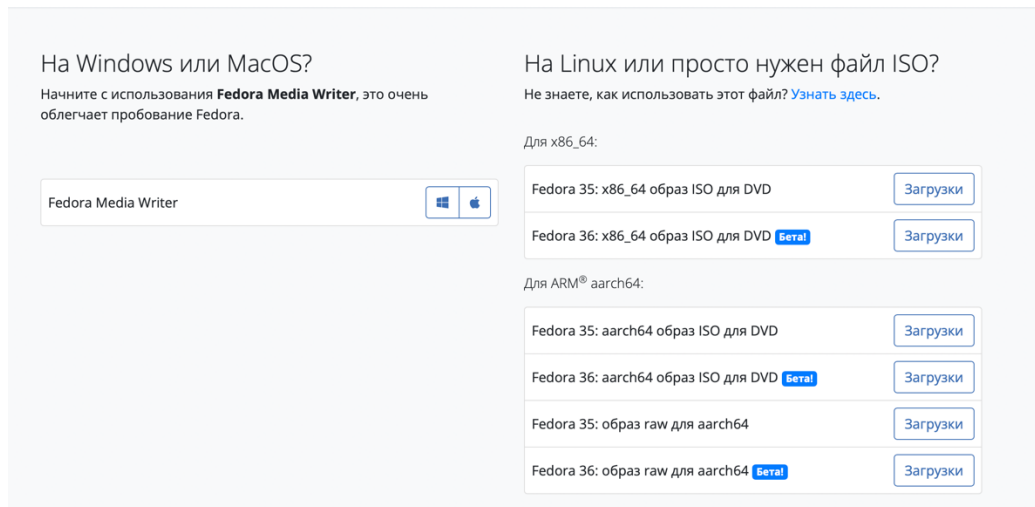 На Windows или MacOS?
Начните с использования Fedora Media Writer, это очень
облегчает пробование Fedora.
Fedora Media Writer
На Linux или просто нужен файл ISO?
Не знаете, как использовать этот файл? Узнать здесь.
Для x86_64:
Fedora 35: x86_64 образ ISO для DVD Загрузки
Fedora 36: x86_64 образ ISO для DVD Бета! Загрузки
Для ARM® aarch64:
Fedora 35: aarch64 образ ISO для DVD Загрузки
Fedora 36: aarch64 образ ISO для DVD Бета! Загрузки
Fedora 35: образ raw для aarch64 Загрузки
Fedora 36: образ raw для aarch64 Бета! Загрузки